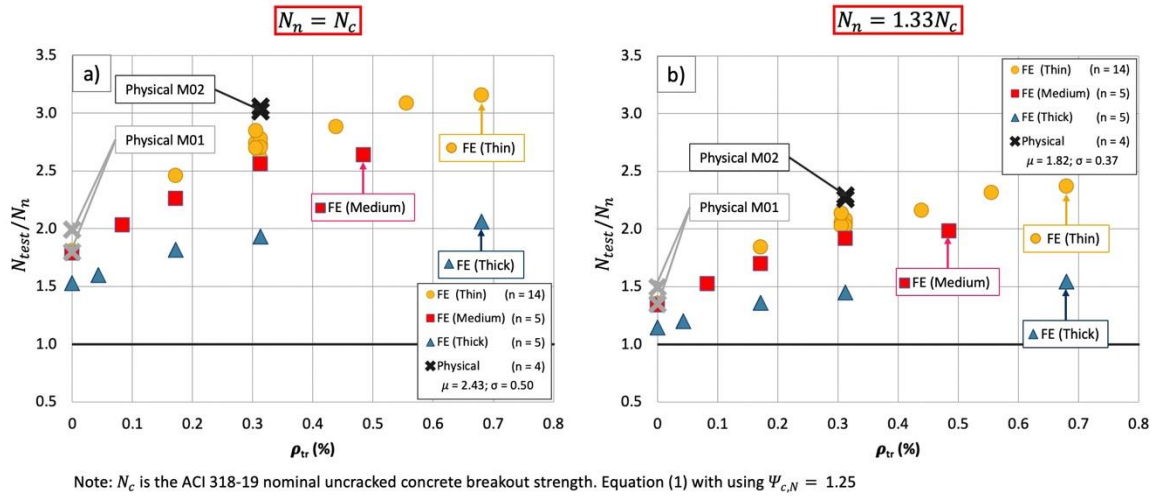 N_n = N_c
a)
3.5
3.0
2.5
2.0
1.5
1.0
0.5
N_test/N_n
Physical M02
Physical M01
FE (Thin)
FE (Medium)
FE (Thick)
FE (Thin) (n = 14)
FE (Medium) (n = 5)
FE (Thick) (n = 5)
Physical (n = 4)
μ = 2.43; σ = 0.50
0 0.1 0.2 0.3 0.4 0.5 0.6 0.7 0.8
ρ_tr (%)
N_n = 1.33N_c
b)
3.5
3.0
2.5
2.0
1.5
1.0
0.5
N_test/N_n
FE (Thin) (n = 14)
FE (Medium) (n = 5)
FE (Thick) (n = 5)
Physical (n = 4)
μ = 1.82; σ = 0.37
Physical M02
Physical M01
FE (Thin)
FE (Medium)
FE (Thick)
0 0.1 0.2 0.3 0.4 0.5 0.6 0.7 0.8
ρ_tr (%)
Note: N_c is the ACI 318-19 nominal uncracked concrete breakout strength. Equation (1) with using Ψ_c,N = 1.25